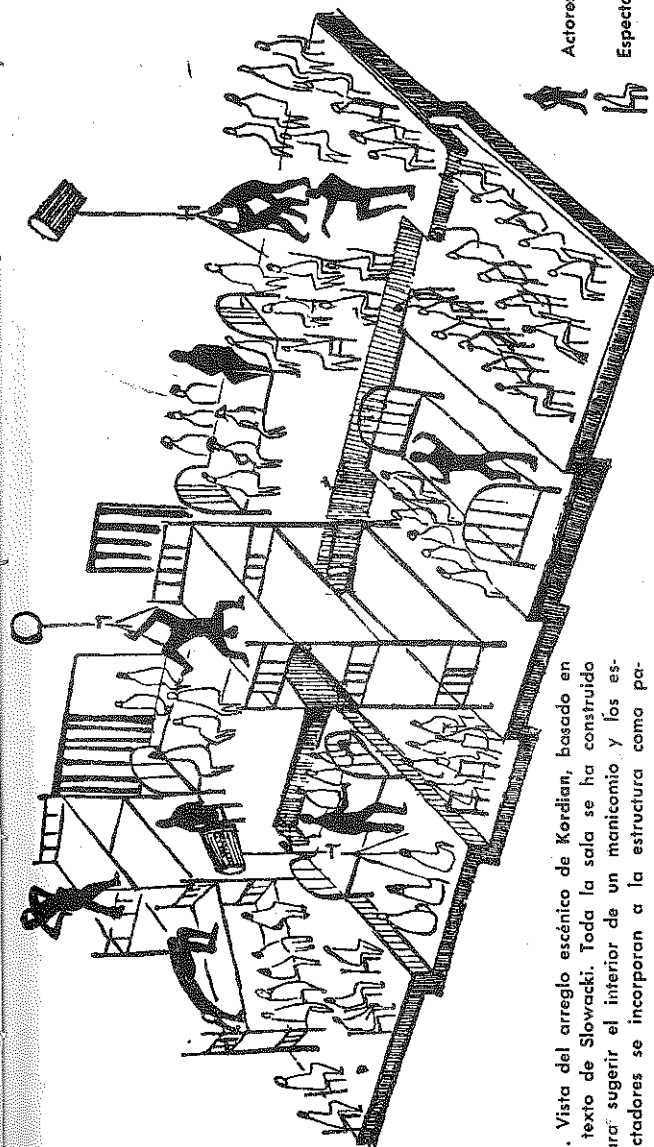 . Vista del arreglo escénico de Kordian, basado en
texto de Slowacki. Toda la sala se ha construido
ara sugerir el interior de un manicomio y los es-
ctadores se incorporan a la estructura como pa-
Actores
Especta